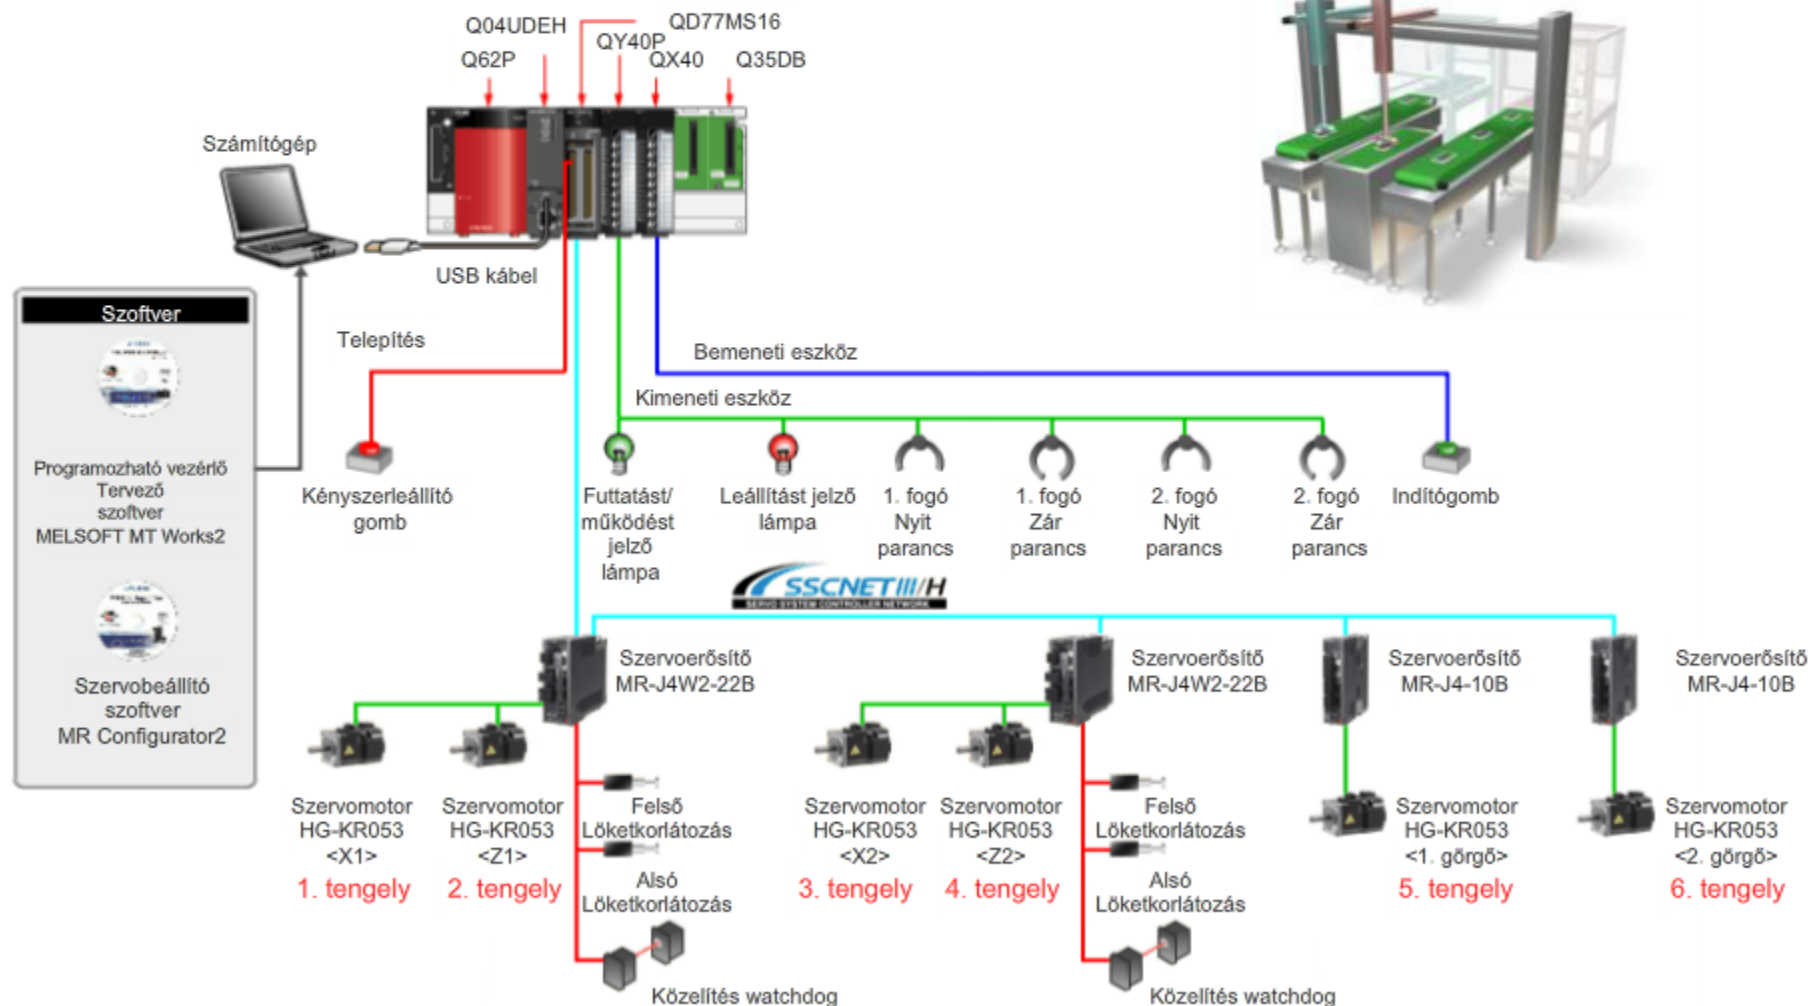 Q04UDEH
QD77MS16
QY40P
Q62P
QX40
Q35DB
Számítógép
USB kábel
Szoftver
Telepítés
Bemeneti eszköz
Kimeneti eszköz
Programozható vezérlő
Tervező
szoftver
MELSOFT MT Works2
Kényszerleállító
gomb
Futtatást/
működést
jelző
lámpa
Leállítást jelző
lámpa
1. fogó
Nyit
parancs
1. fogó
Zár
parancs
2. fogó
Nyit
parancs
2. fogó
Zár
parancs
Indítógomb
SSCNET III/H
SERVO SYSTEM CONTROLLER NETWORK
Szervobeállító
szoftver
MR Configurator2
Szervoerősítő
MR-J4W2-22B
Szervoerősítő
MR-J4W2-22B
Szervoerősítő
MR-J4-10B
Szervoerősítő
MR-J4-10B
Szervomotor
HG-KR053
<X1>
1. tengely
Szervomotor
HG-KR053
<Z1>
2. tengely
Felső
Löketkorlátozás
Alsó
Löketkorlátozás
Közelítés watchdog
Szervomotor
HG-KR053
<X2>
3. tengely
Szervomotor
HG-KR053
<Z2>
4. tengely
Felső
Löketkorlátozás
Alsó
Löketkorlátozás
Közelítés watchdog
Szervomotor
HG-KR053
<1. görgő>
5. tengely
Szervomotor
HG-KR053
<2. görgő>
6. tengely